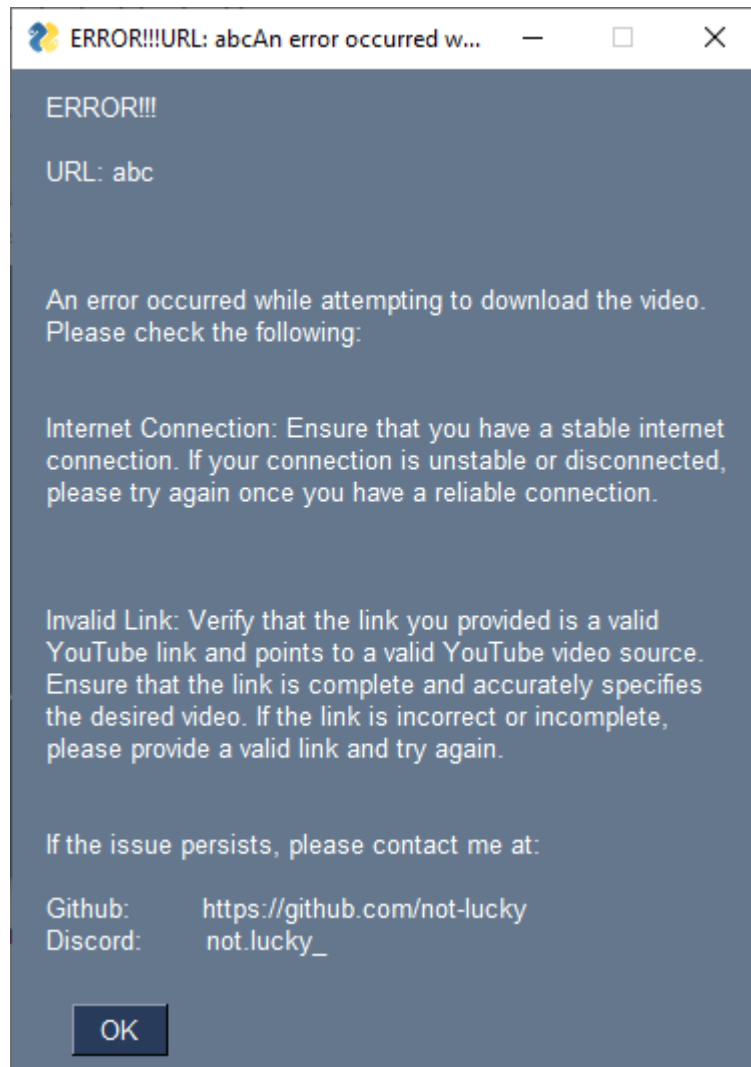 ERROR!!!URL: abcAn error occurred w...
ERROR!!!
URL: abc
An error occurred while attempting to download the video.
Please check the following:
Internet Connection: Ensure that you have a stable internet
connection. If your connection is unstable or disconnected,
please try again once you have a reliable connection.
Invalid Link: Verify that the link you provided is a valid
YouTube link and points to a valid YouTube video source.
Ensure that the link is complete and accurately specifies
the desired video. If the link is incorrect or incomplete,
please provide a valid link and try again.
If the issue persists, please contact me at:
Github: https://github.com/not-lucky
Discord: not.lucky_
OK